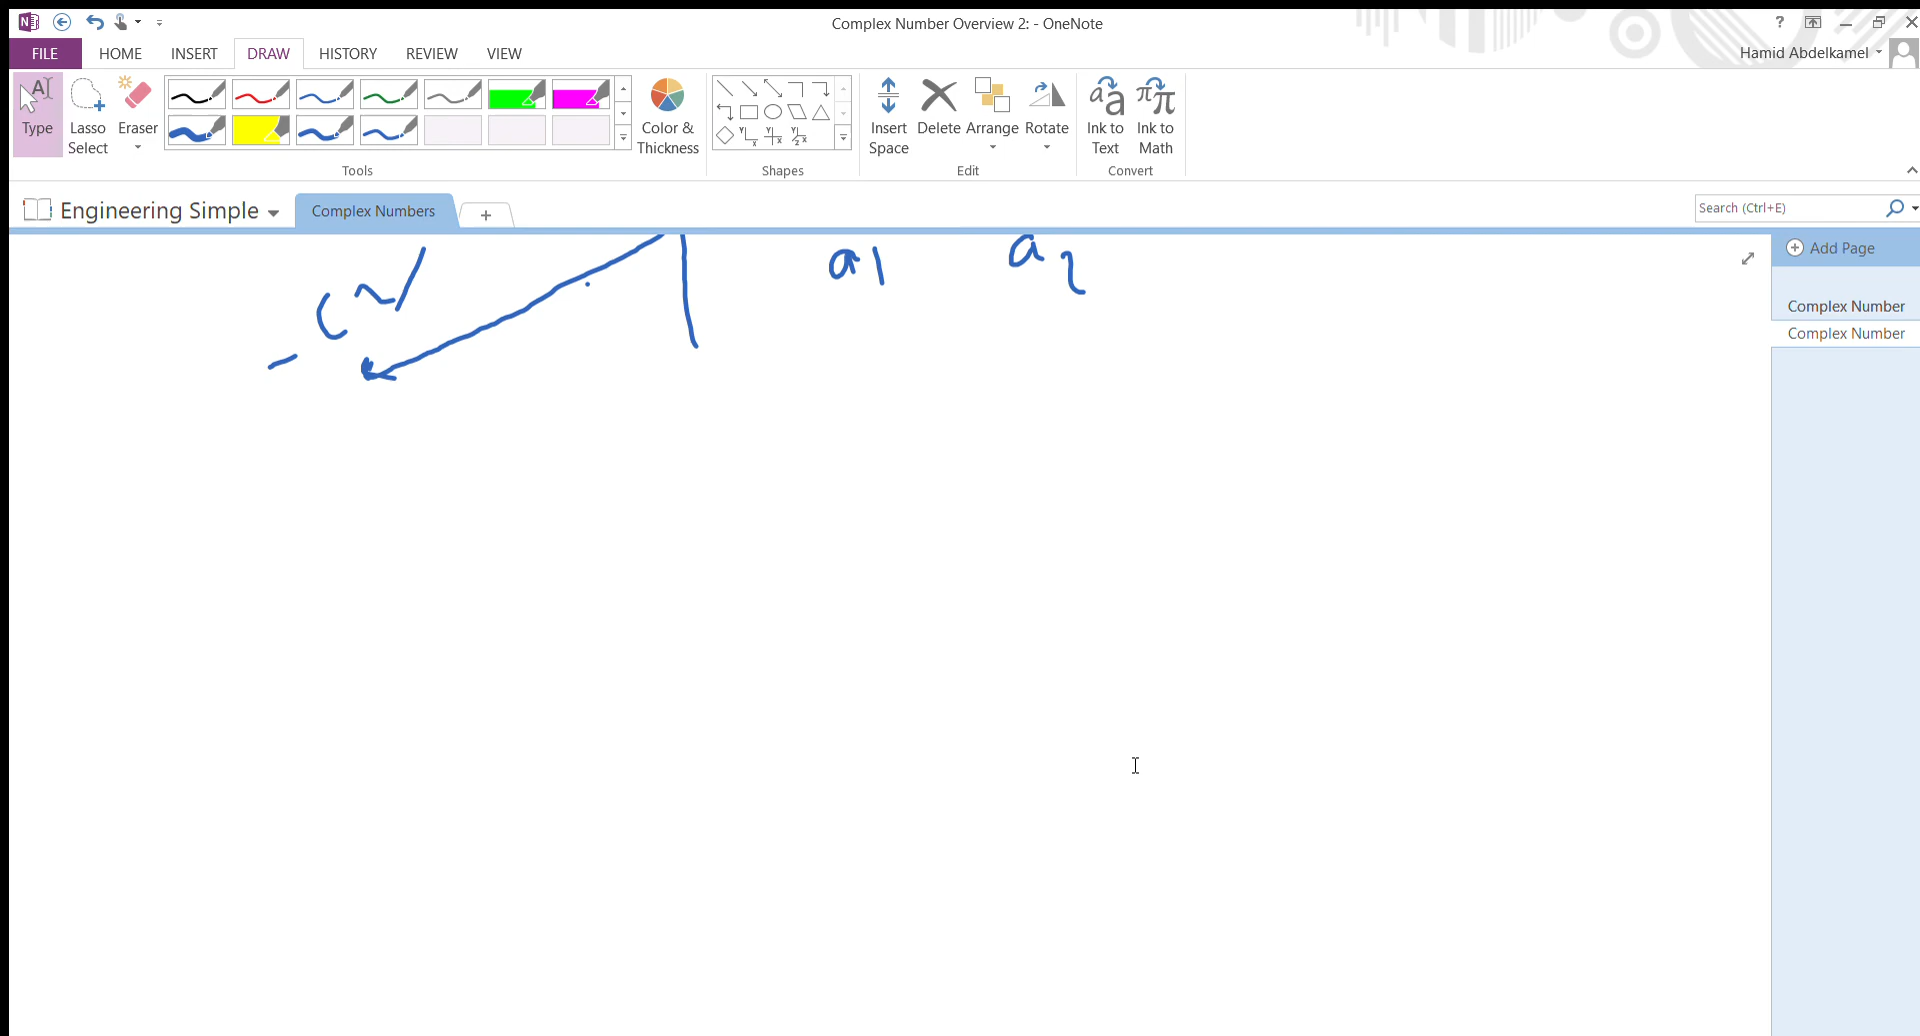 Complex Number Overview 2: - OneNote
?
FILE HOME INSERT DRAW HISTORY REVIEW VIEW
Hamid Abdelkamel
Type
Lasso Select
Eraser
Color & Thickness
Insert Space
Delete
Arrange
Rotate
Ink to Text
Ink to Math
Tools
Shapes
Edit
Convert
Engineering Simple
Complex Numbers
+
Search (Ctrl+E)
Add Page
Complex Number
Complex Number
a1 a2